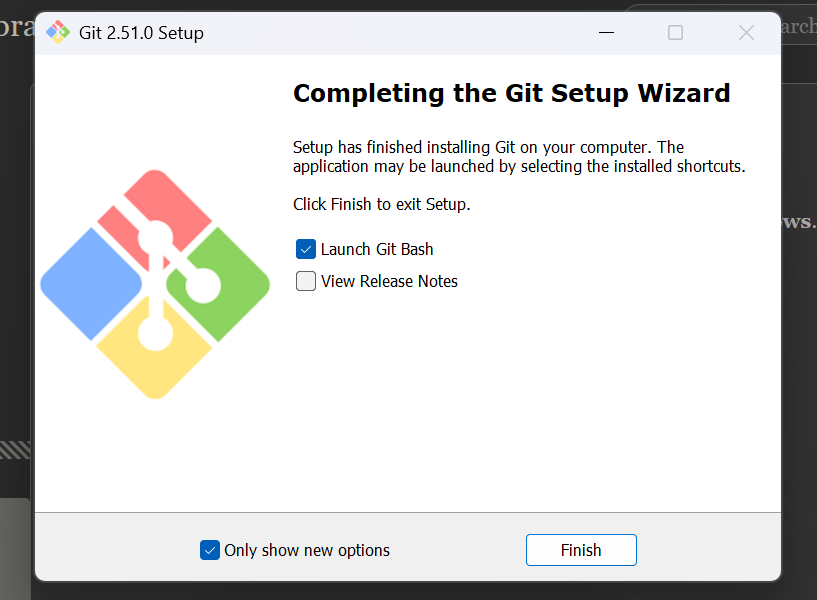 Git 2.51.0 Setup
Completing the Git Setup Wizard
Setup has finished installing Git on your computer. The
application may be launched by selecting the installed shortcuts.
Click Finish to exit Setup.
Launch Git Bash
View Release Notes
Only show new options
Finish